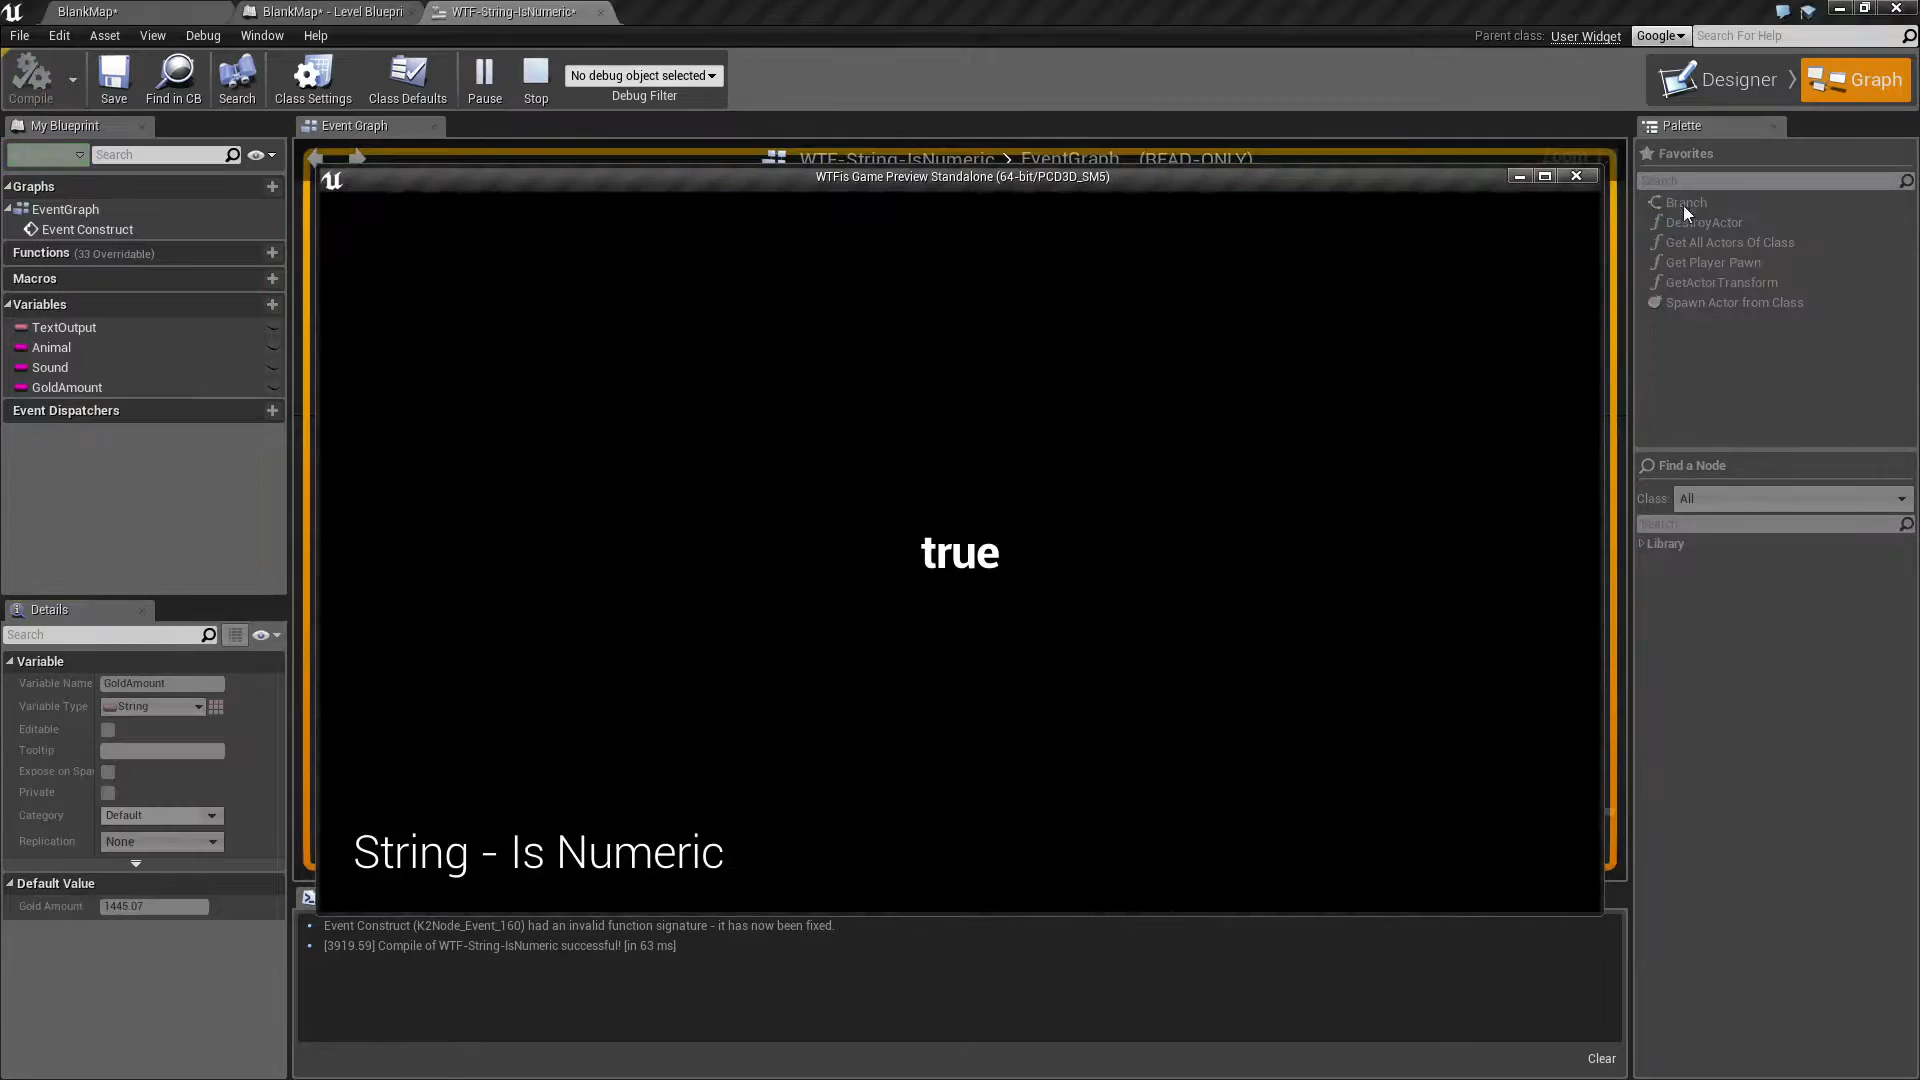 BlankMap*
BlankMap* - Level Bluepri
WTF-String-IsNumeric*
File
Edit
Asset
View
Debug
Window
Help
Parent class:
User Widget
Google
Search For Help
Compile
Save
Find in CB
Search
Class Settings
Class Defaults
Pause
Stop
No debug object selected
Debug Filter
Designer
Graph
My Blueprint
Event Graph
Palette
Search
Graphs
EventGraph
Event Construct
Functions (33 Overridable)
Macros
Variables
TextOutput
Animal
Sound
GoldAmount
Event Dispatchers
WTF-String-IsNumeric > EventGraph (READ-ONLY)
WTFis Game Preview Standalone (64-bit/PCD3D_SM5)
true
String - Is Numeric
Favorites
Search
Branch
DestroyActor
Get All Actors Of Class
Get Player Pawn
GetActorTransform
Spawn Actor from Class
Find a Node
Class:
All
Search
Library
Details
Search
Variable
Variable Name
GoldAmount
Variable Type
String
Editable
Tooltip
Expose on Spa
Private
Category
Default
Replication
None
Default Value
Gold Amount
1445.07
Event Construct (K2Node_Event_160) had an invalid function signature - it has now been fixed.
[3919.59] Compile of WTF-String-IsNumeric successful! [in 63 ms]
Clear